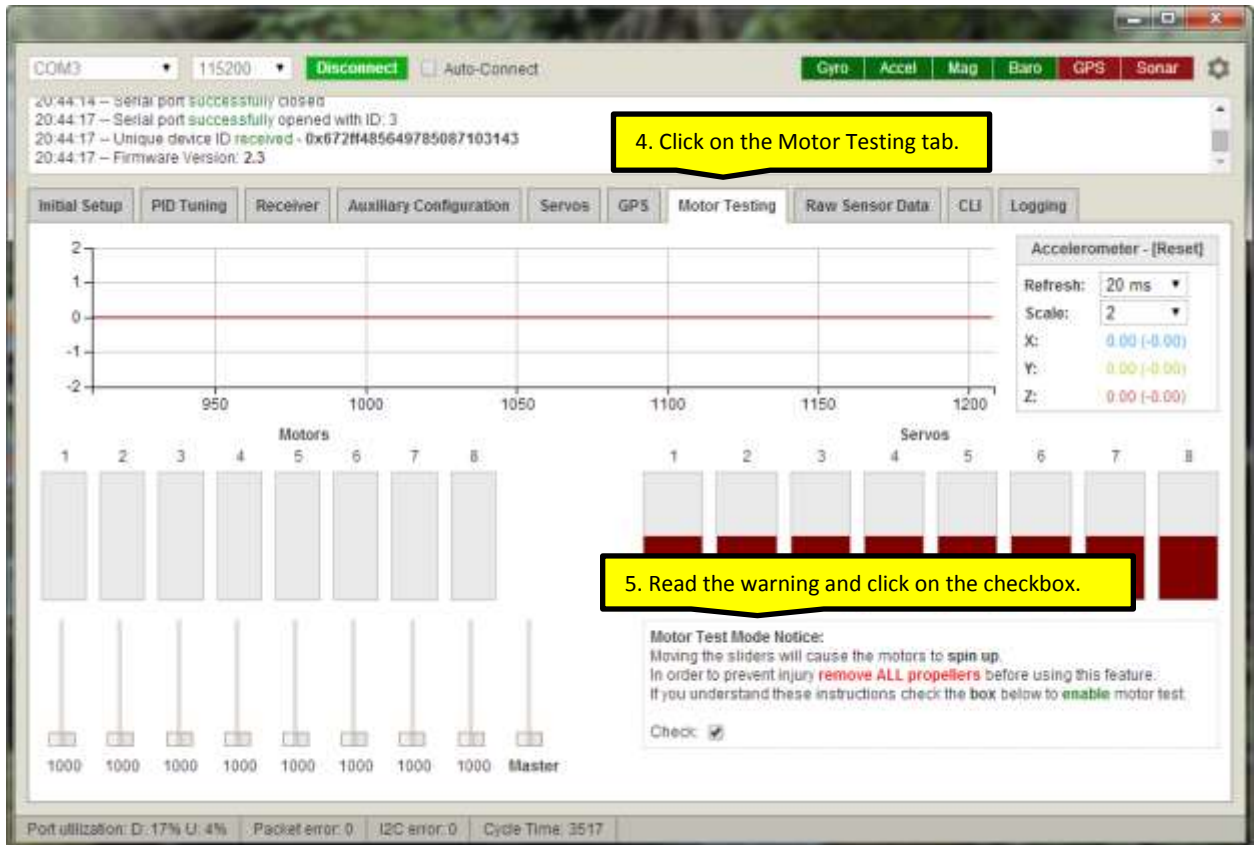 COM3 115200 Disconnect Auto-Connect Gyro Accel Mag Baro GPS Sonar
20:44:14 -- Serial port successfully closed
20:44:17 -- Serial port successfully opened with ID: 3
20:44:17 -- Unique device ID received - 0x672ff485649785087103143
20:44:17 -- Firmware Version: 2.3
4. Click on the Motor Testing tab.
Initial Setup PID Tuning Receiver Auxiliary Configuration Servos GPS Motor Testing Raw Sensor Data CLI Logging
2
1
0
-1
-2
950 1000 1050 1100 1150 1200
Accelerometer - [Reset]
Refresh: 20 ms
Scale: 2
X: 0.00 (-0.00)
Y: 0.00 (-0.00)
Z: 0.00 (-0.00)
Motors
1 2 3 4 5 6 7 8
Servos
1 2 3 4 5 6 7 8
5. Read the warning and click on the checkbox.
Motor Test Mode Notice:
Moving the sliders will cause the motors to spin up.
In order to prevent injury remove ALL propellers before using this feature.
If you understand these instructions check the box below to enable motor test.
Check:
1000 1000 1000 1000 1000 1000 1000 1000 Master
Port utilization: D: 17% U: 4% Packet error: 0 I2C error: 0 Cycle Time: 3517